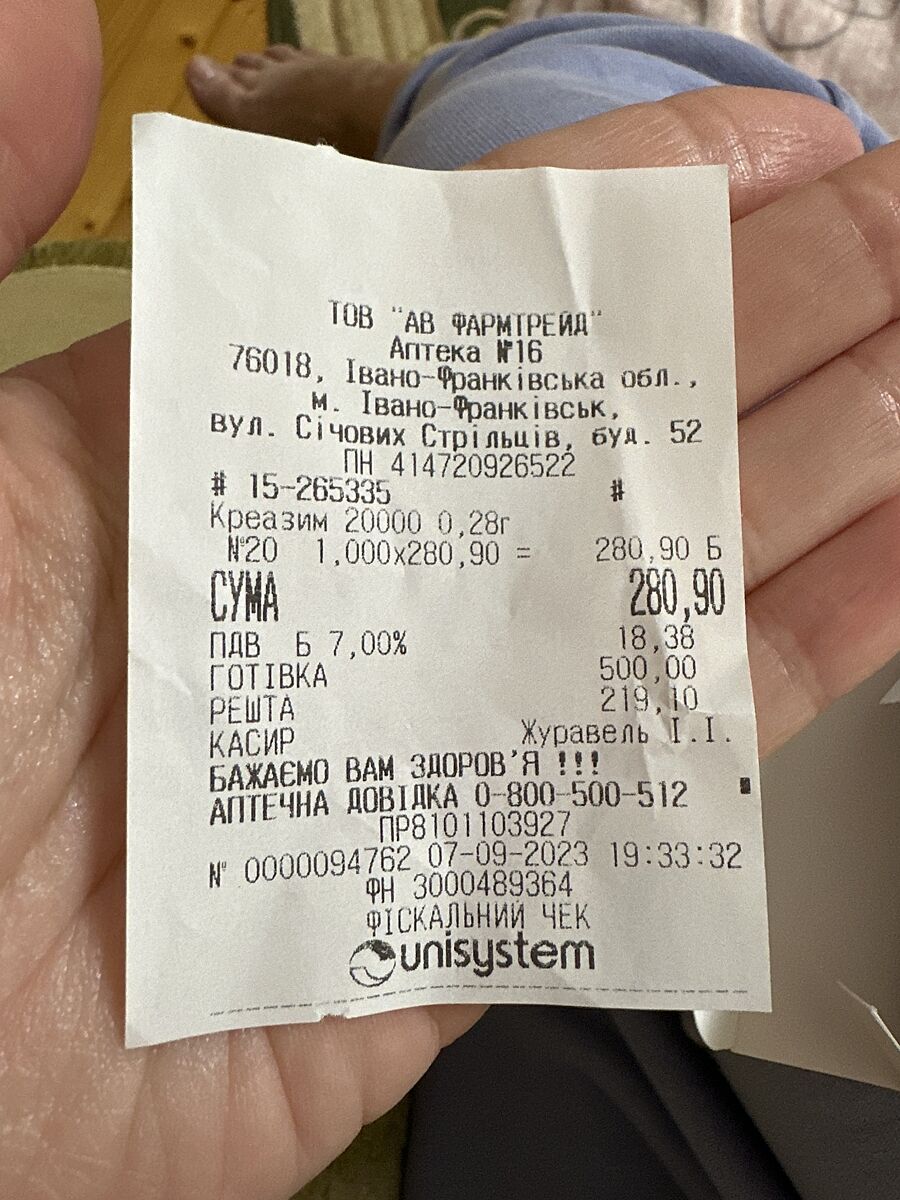 ТОВ "АВ ФАРМТРЕЙД"
Аптека №16
76018, Івано-Франківська обл.,
м. Івано-Франківськ,
вул. Січових Стрільців, буд. 52
ПН 414720926522
# 15-265335 #
Креазим 20000 0,28г
№20 1,000x280,90 = 280,90 Б
СУМА 280,90
ПДВ Б 7,00% 18,38
ГОТІВКА 500,00
РЕШТА 219,10
КАСИР Журавель І.І.
БАЖАЄМО ВАМ ЗДОРОВ'Я !!!
АПТЕЧНА ДОВІДКА 0-800-500-512
ПР8101103927
№ 0000094762 07-09-2023 19:33:32
ФН 3000489364
ФІСКАЛЬНИЙ ЧЕК
unisystem